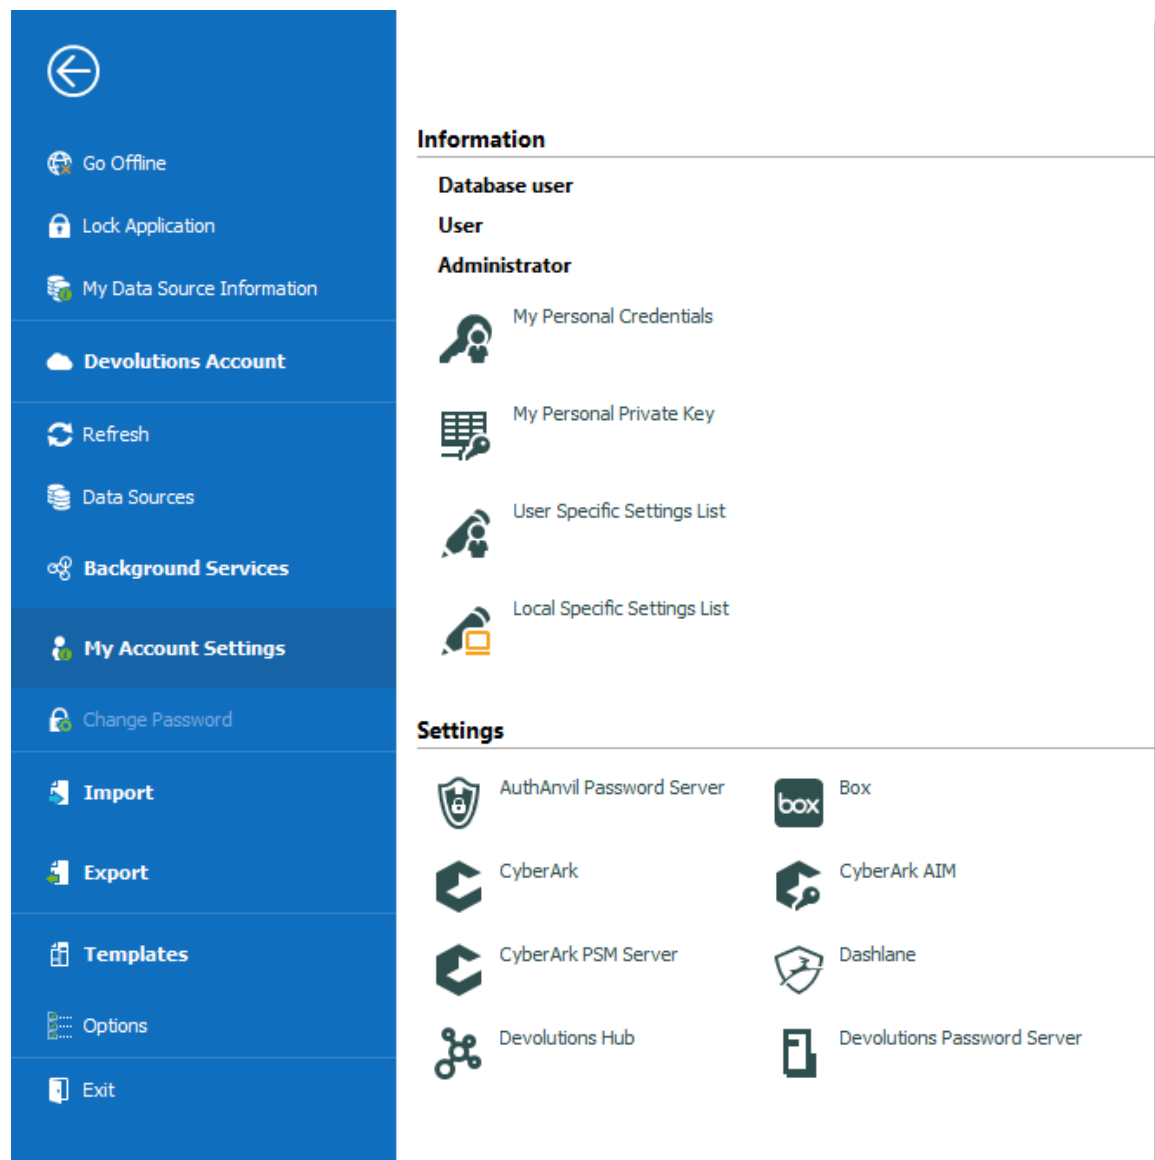 Go Offline
Lock Application
My Data Source Information
Devolutions Account
Refresh
Data Sources
Background Services
My Account Settings
Change Password
Import
Export
Templates
Options
Exit
Information
Database user
User
Administrator
My Personal Credentials
My Personal Private Key
User Specific Settings List
Local Specific Settings List
Settings
AuthAnvil Password Server
box Box
CyberArk
CyberArk AIM
CyberArk PSM Server
Dashlane
Devolutions Hub
Devolutions Password Server